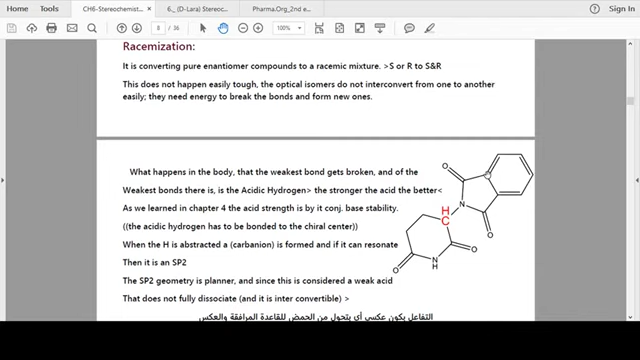 Home Tools
CH6-Stereochemist... ×
6._ (D-Lara) Stereoc...
Pharma.Org_2nd e...
Sign In
8 / 36
100%
Racemization:
It is converting pure enantiomer compounds to a racemic mixture. >S or R to S&R
This does not happen easily tough, the optical isomers do not interconvert from one to another
easily; they need energy to break the bonds and form new ones.
What happens in the body, that the weakest bond gets broken, and of the
Weakest bonds there is, is the Acidic Hydrogen> the stronger the acid the better<
As we learned in chapter 4 the acid strength is by it conj. base stability.
((the acidic hydrogen has to be bonded to the chiral center))
When the H is abstracted a (carbanion) is formed and if it can resonate
Then it is an SP2
The SP2 geometry is planner, and since this is considered a weak acid
That does not fully dissociate (and it is inter convertible) >
التفاعل يكون عكسي أي يتحول من الحمض للقاعدة المرافقة والعكس
O
N
O
H
C
O
N
H
O